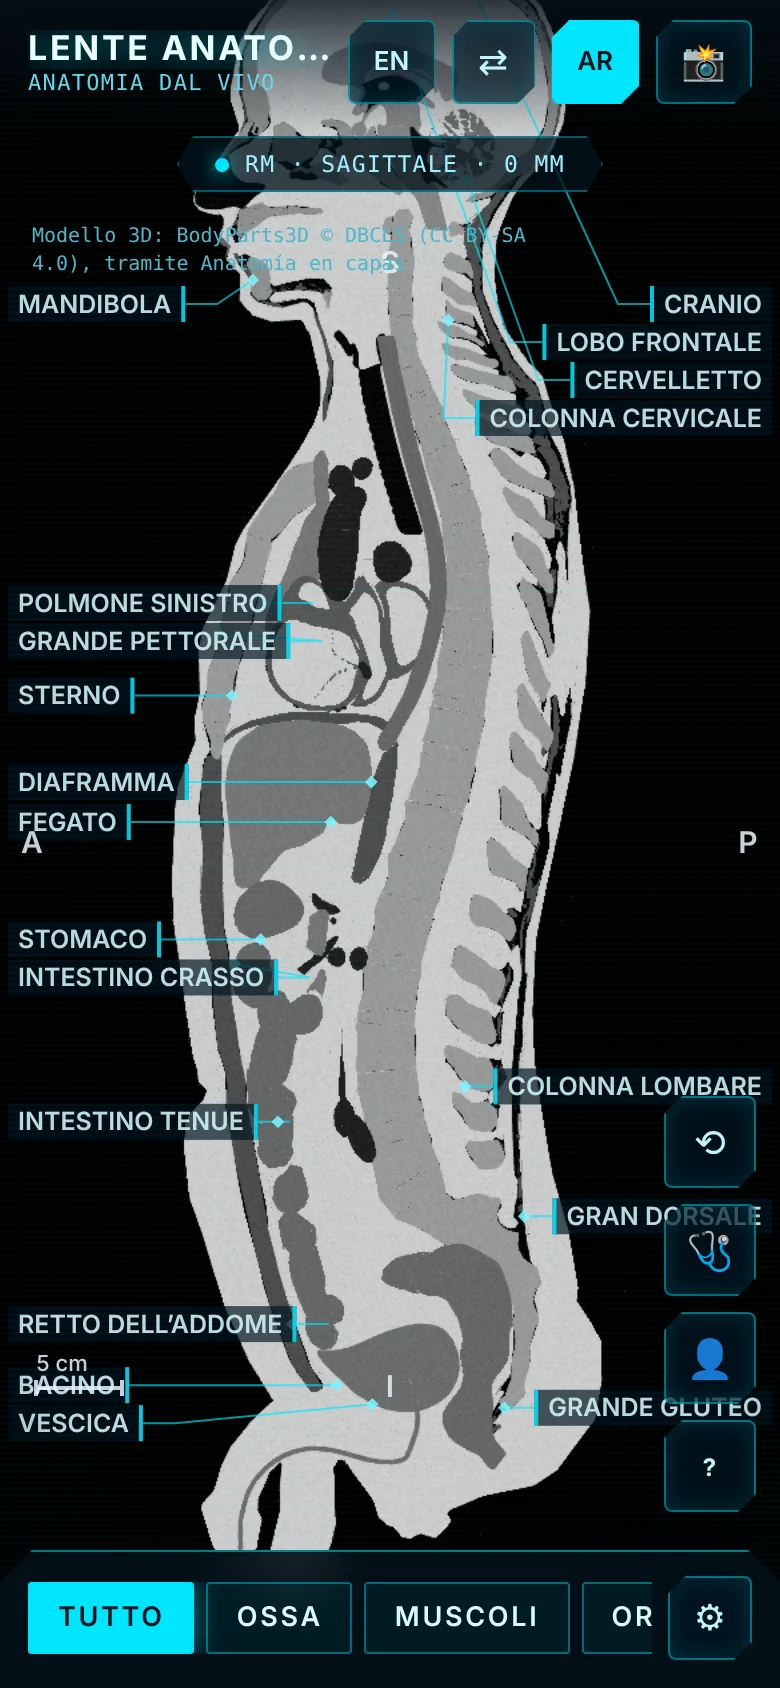 LENTE ANATO...
ANATOMIA DAL VIVO
EN
AR
RM · SAGITTALE · 0 MM
Modello 3D: BodyParts3D © DBCLS (CC BY-SA
4.0), tramite Anatomía en capas
S
MANDIBOLA
CRANIO
LOBO FRONTALE
CERVELLETTO
COLONNA CERVICALE
POLMONE SINISTRO
GRANDE PETTORALE
STERNO
DIAFRAMMA
FEGATO
A
P
STOMACO
INTESTINO CRASSO
COLONNA LOMBARE
INTESTINO TENUE
GRAN DORSALE
RETTO DELL'ADDOME
5 cm
BACINO
I
VESCICA
GRANDE GLUTEO
?
TUTTO
OSSA
MUSCOLI
OR